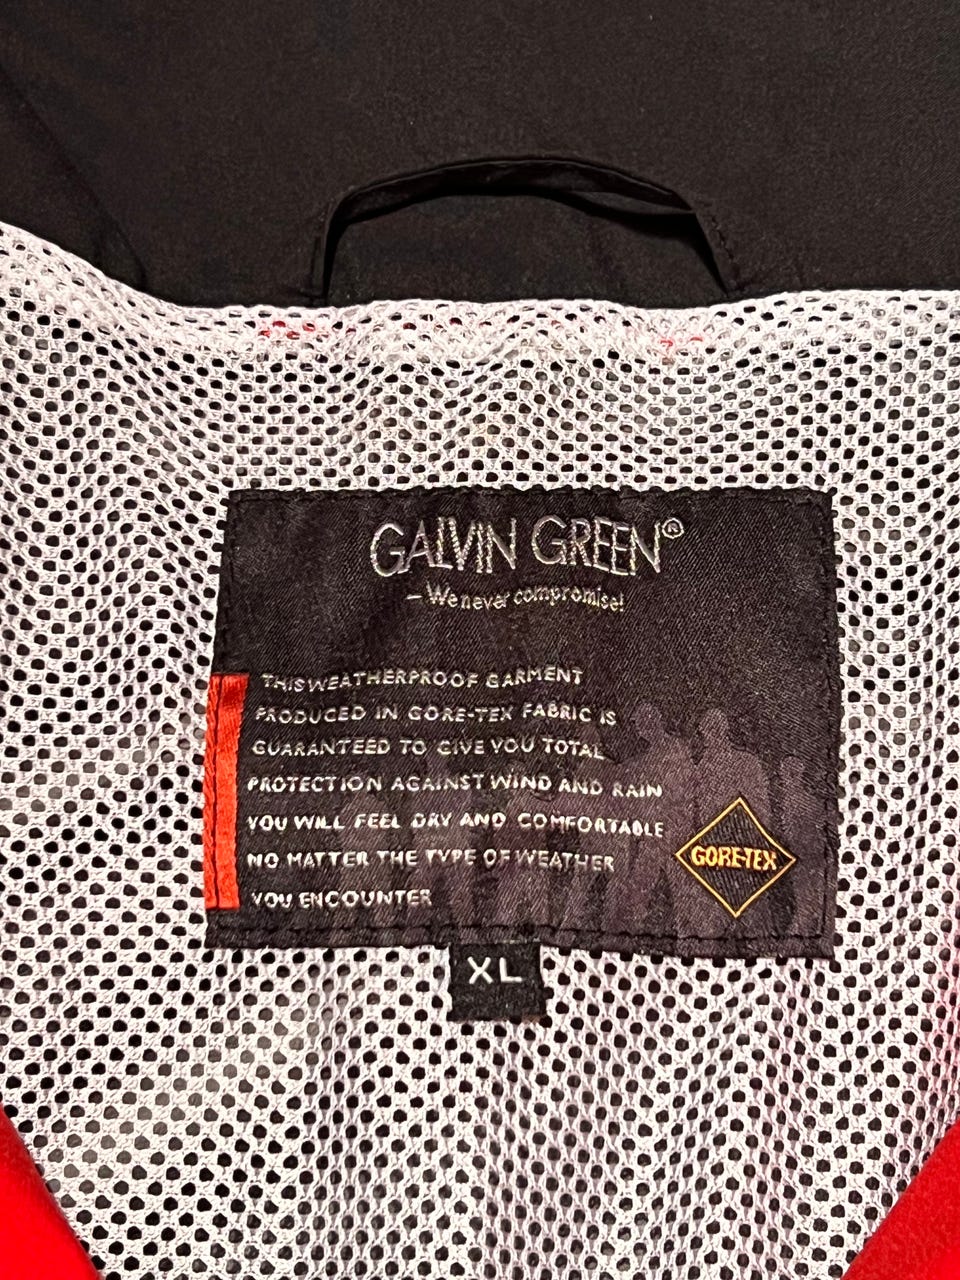 GALVIN GREEN®
– We never compromise!
THIS WEATHERPROOF GARMENT
PRODUCED IN GORE-TEX FABRIC IS
GUARANTEED TO GIVE YOU TOTAL
PROTECTION AGAINST WIND AND RAIN
YOU WILL FEEL DRY AND COMFORTABLE
NO MATTER THE TYPE OF WEATHER
YOU ENCOUNTER
GORE-TEX
XL